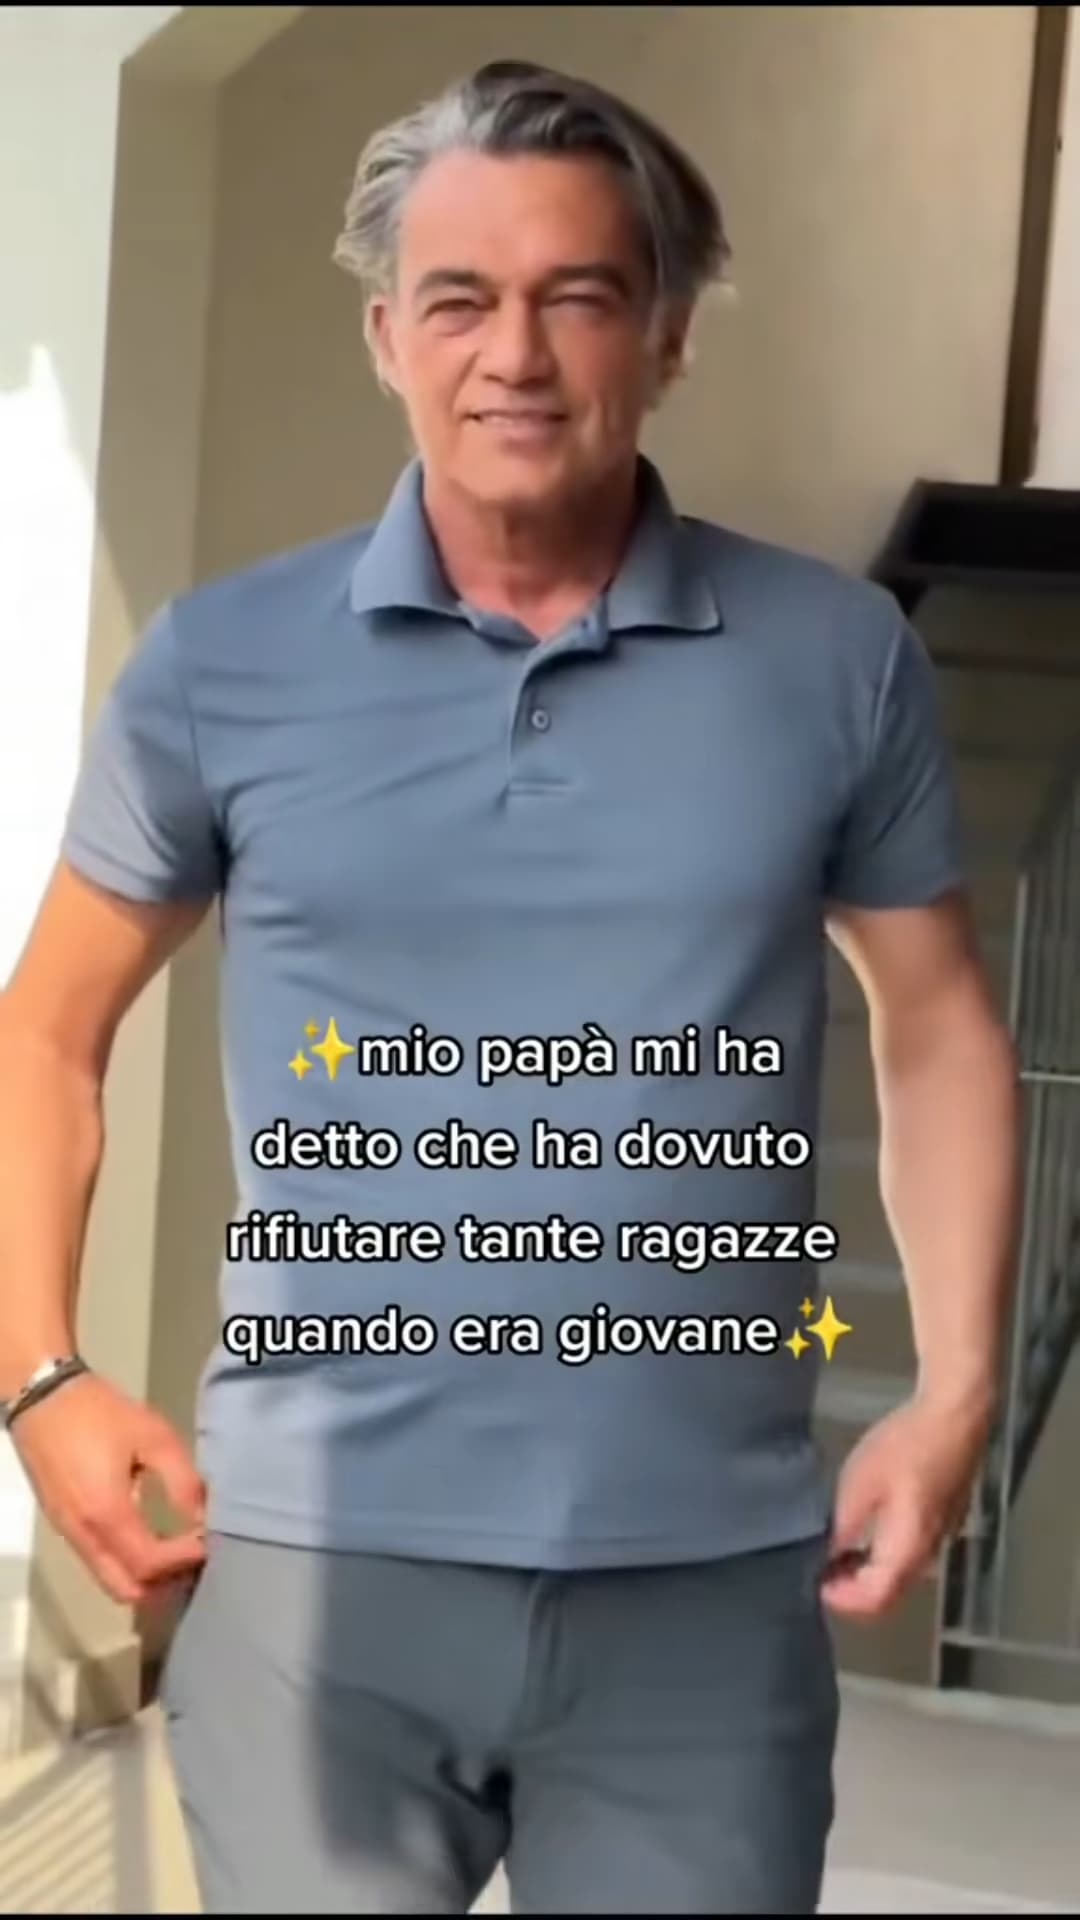 ✨mio papà mi ha
detto che ha dovuto
rifiutare tante ragazze
quando era giovane✨